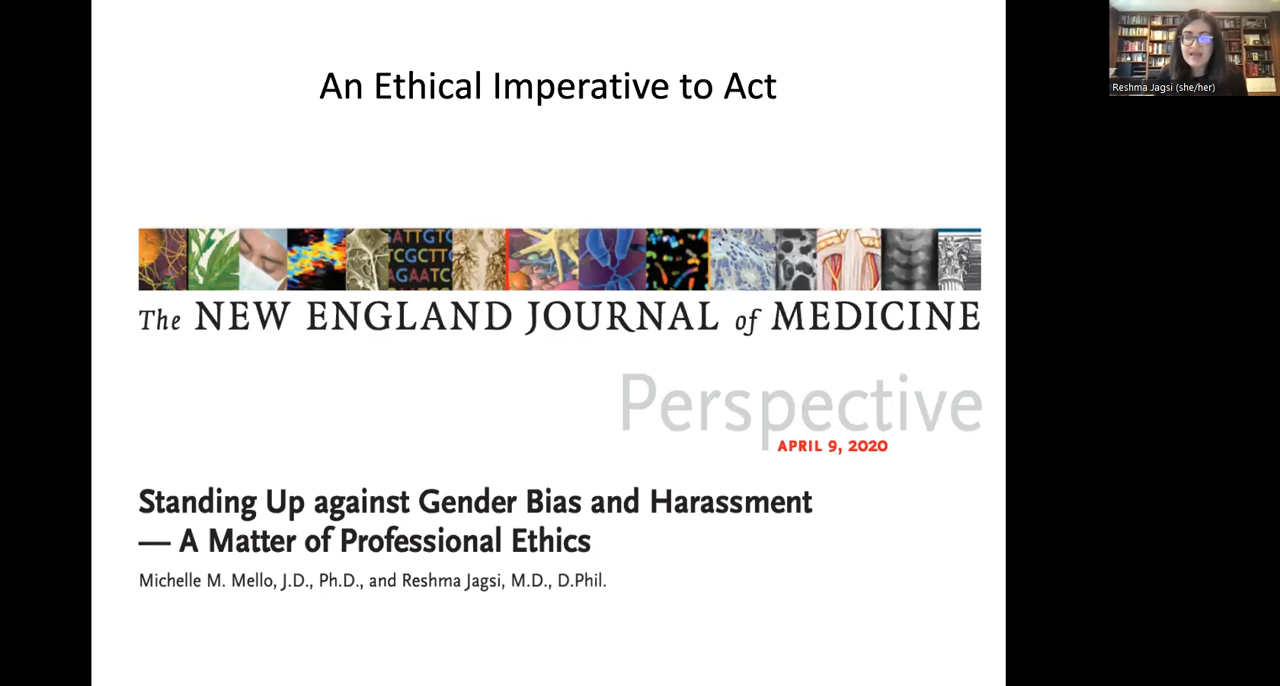 An Ethical Imperative to Act
Reshma Jagsi (she/her)
ATTGTC
TCGCTT
AGAATC
The NEW ENGLAND JOURNAL of MEDICINE
Perspective
APRIL 9, 2020
Standing Up against Gender Bias and Harassment
— A Matter of Professional Ethics
Michelle M. Mello, J.D., Ph.D., and Reshma Jagsi, M.D., D.Phil.